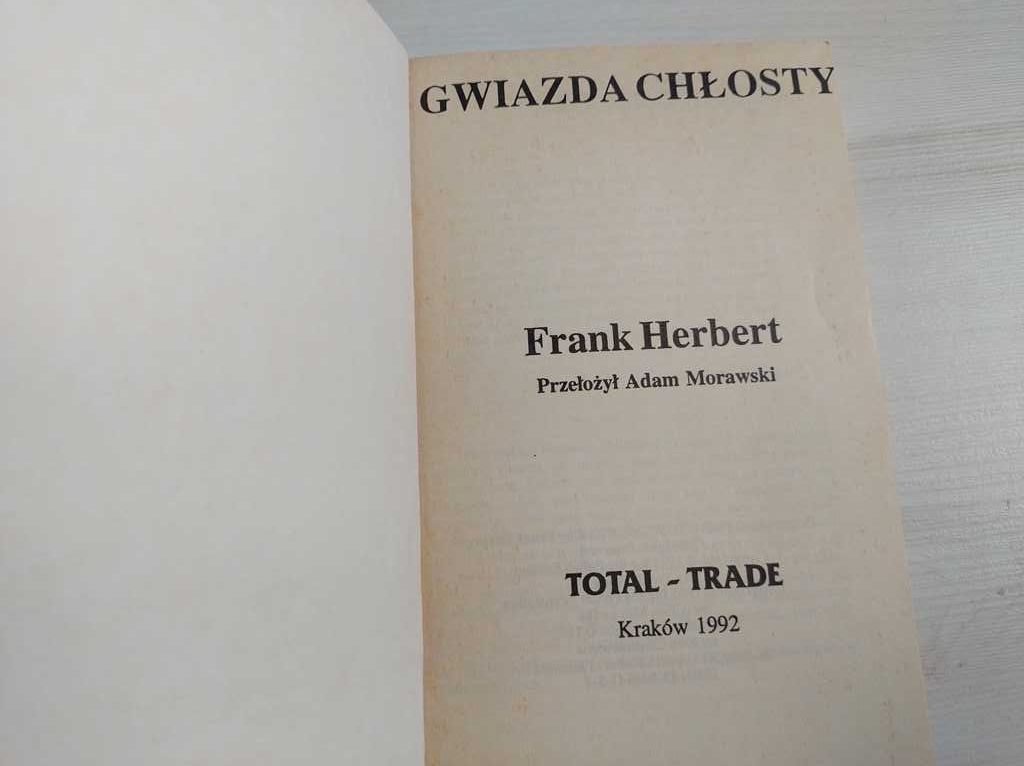 GWIAZDA CHŁOSTY
Frank Herbert
Przełożył Adam Morawski
TOTAL - TRADE
Kraków 1992